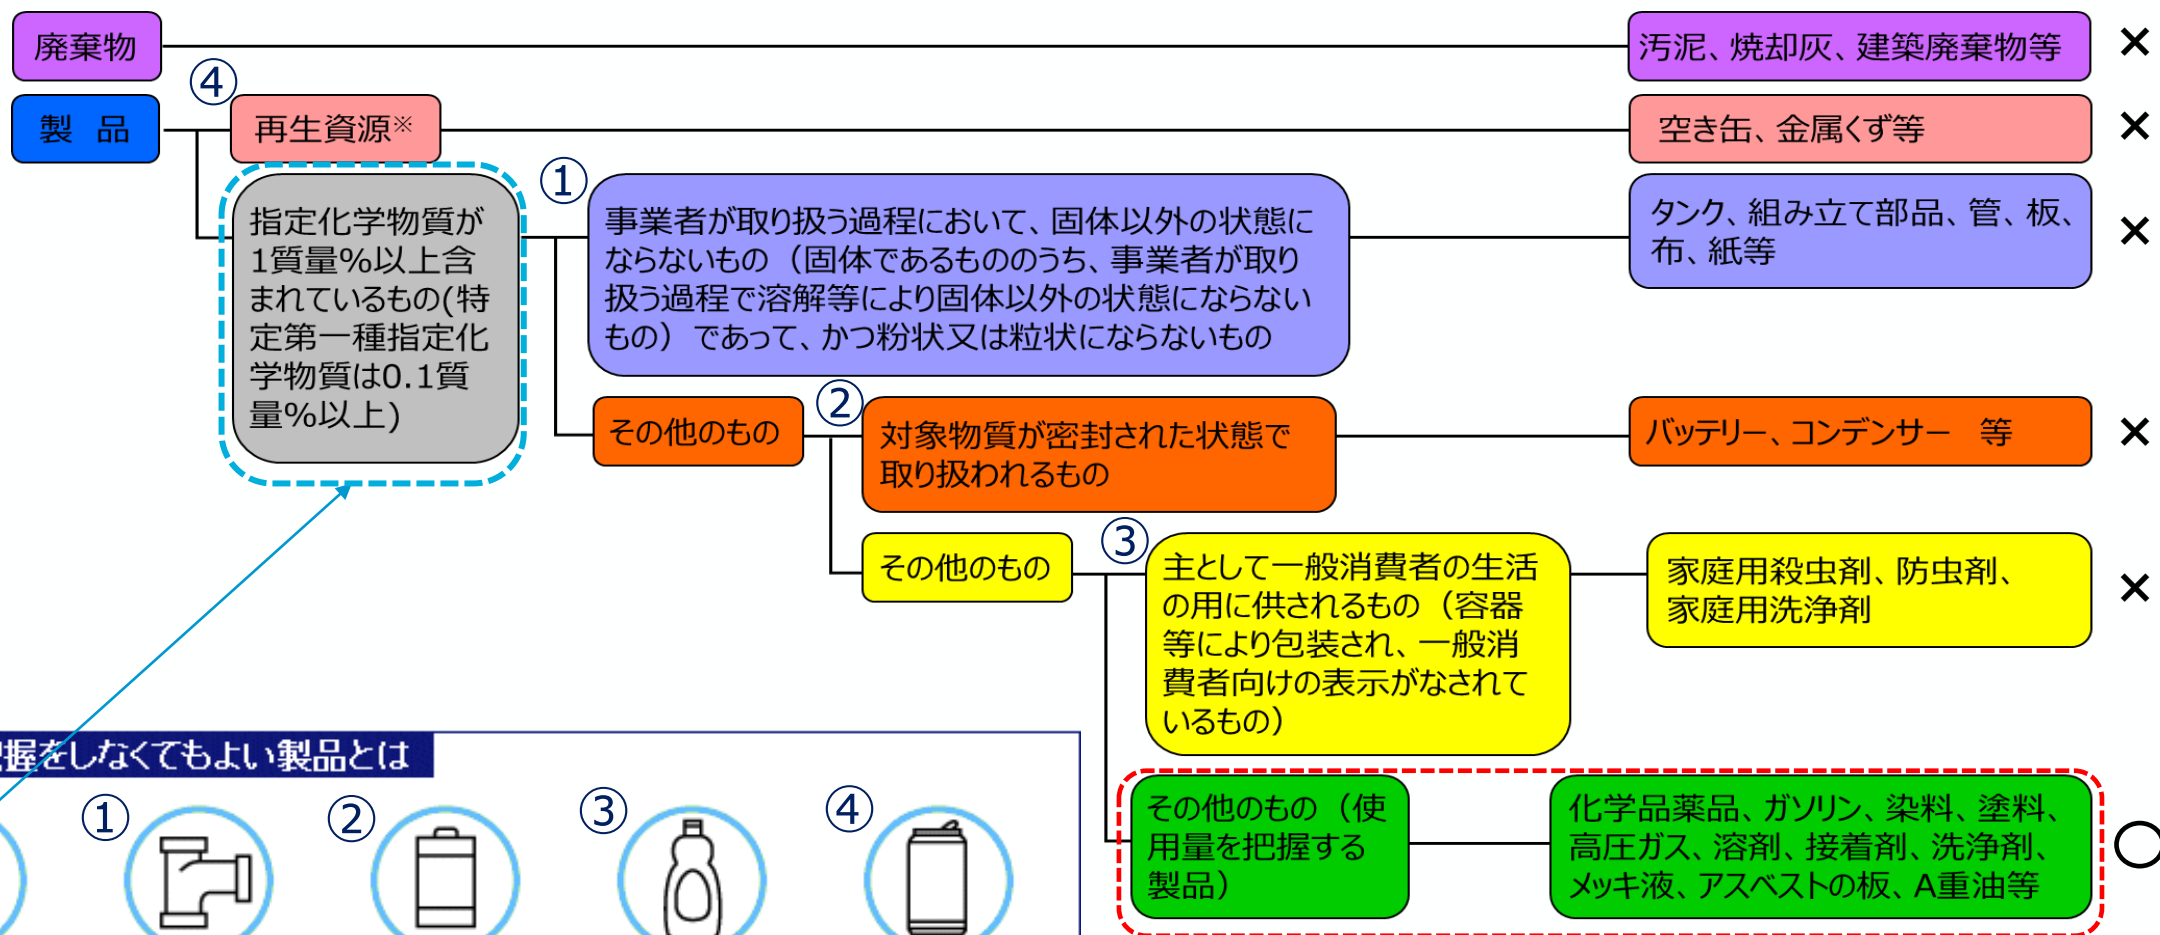 廃棄物
汚泥、焼却灰、建築廃棄物等
×
④
製　品
再生資源※
空き缶、金属くず等
×
指定化学物質が
1質量%以上含
まれているもの(特
定第一種指定化
学物質は0.1質
量%以上)
①
事業者が取り扱う過程において、固体以外の状態に
ならないもの（固体であるもののうち、事業者が取り
扱う過程で溶解等により固体以外の状態にならない
もの）であって、かつ粉状又は粒状にならないもの
タンク、組み立て部品、管、板、
布、紙等
×
その他のもの
②
対象物質が密封された状態で
取り扱われるもの
バッテリー、コンデンサー　等
×
その他のもの
③
主として一般消費者の生活
の用に供されるもの（容器
等により包装され、一般消
費者向けの表示がなされて
いるもの）
家庭用殺虫剤、防虫剤、
家庭用洗浄剤
×
その他のもの（使
用量を把握する
製品）
化学品薬品、ガソリン、染料、塗料、
高圧ガス、溶剤、接着剤、洗浄剤、
メッキ液、アスベストの板、A重油等
○
握をしなくてもよい製品とは
①
②
③
④